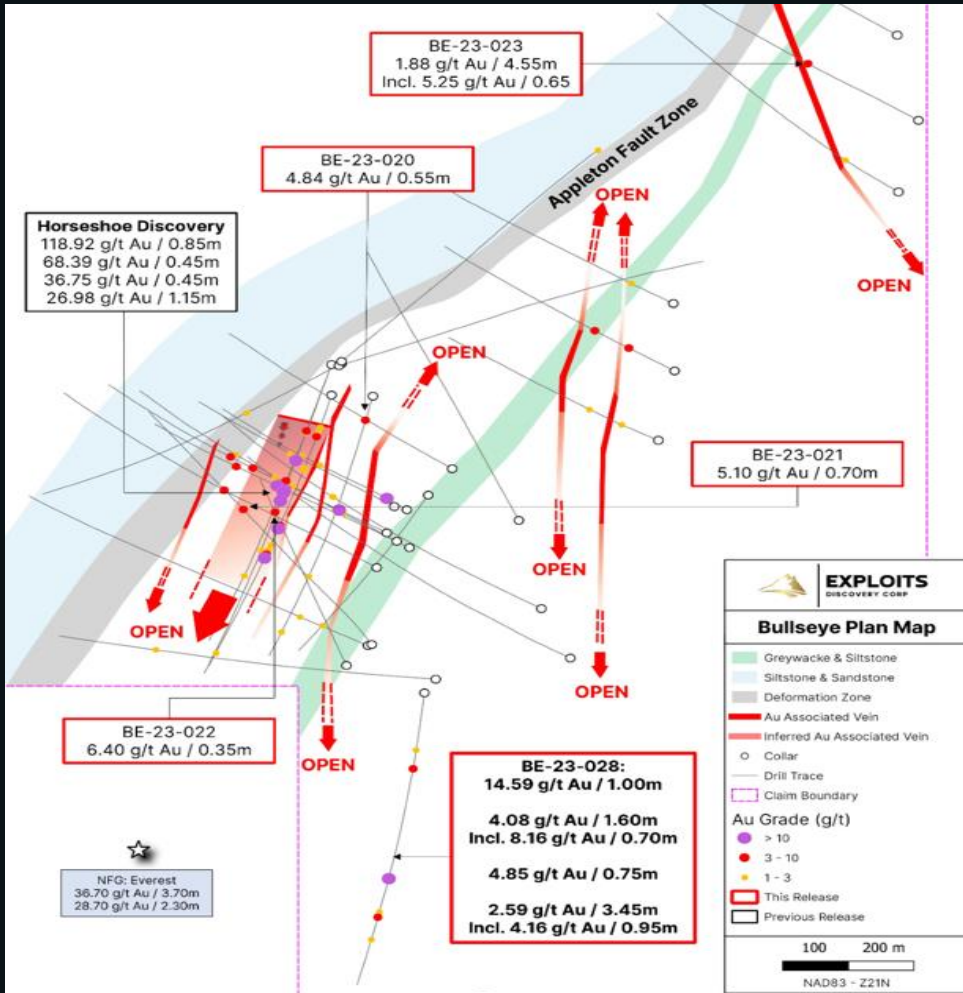 BE-23-023
1.88 g/t Au / 4.55m
Incl. 5.25 g/t Au / 0.65
BE-23-020
4.84 g/t Au / 0.55m
Appleton Fault Zone
Horseshoe Discovery
118.92 g/t Au / 0.85m
68.39 g/t Au / 0.45m
36.75 g/t Au / 0.45m
26.98 g/t Au / 1.15m
OPEN
OPEN
OPEN
BE-23-021
5.10 g/t Au / 0.70m
OPEN
OPEN
OPEN
OPEN
BE-23-022
6.40 g/t Au / 0.35m
BE-23-028:
14.59 g/t Au / 1.00m
4.08 g/t Au / 1.60m
Incl. 8.16 g/t Au / 0.70m
4.85 g/t Au / 0.75m
2.59 g/t Au / 3.45m
Incl. 4.16 g/t Au / 0.95m
NFG: Everest
36.70 g/t Au / 3.70m
28.70 g/t Au / 2.30m
EXPLOITS
DISCOVERY CORP
Bullseye Plan Map
Greywacke & Siltstone
Siltstone & Sandstone
Deformation Zone
Au Associated Vein
Inferred Au Associated Vein
Collar
Drill Trace
Claim Boundary
Au Grade (g/t)
> 10
3 - 10
1 - 3
This Release
Previous Release
100 200 m
NAD83 - Z21N